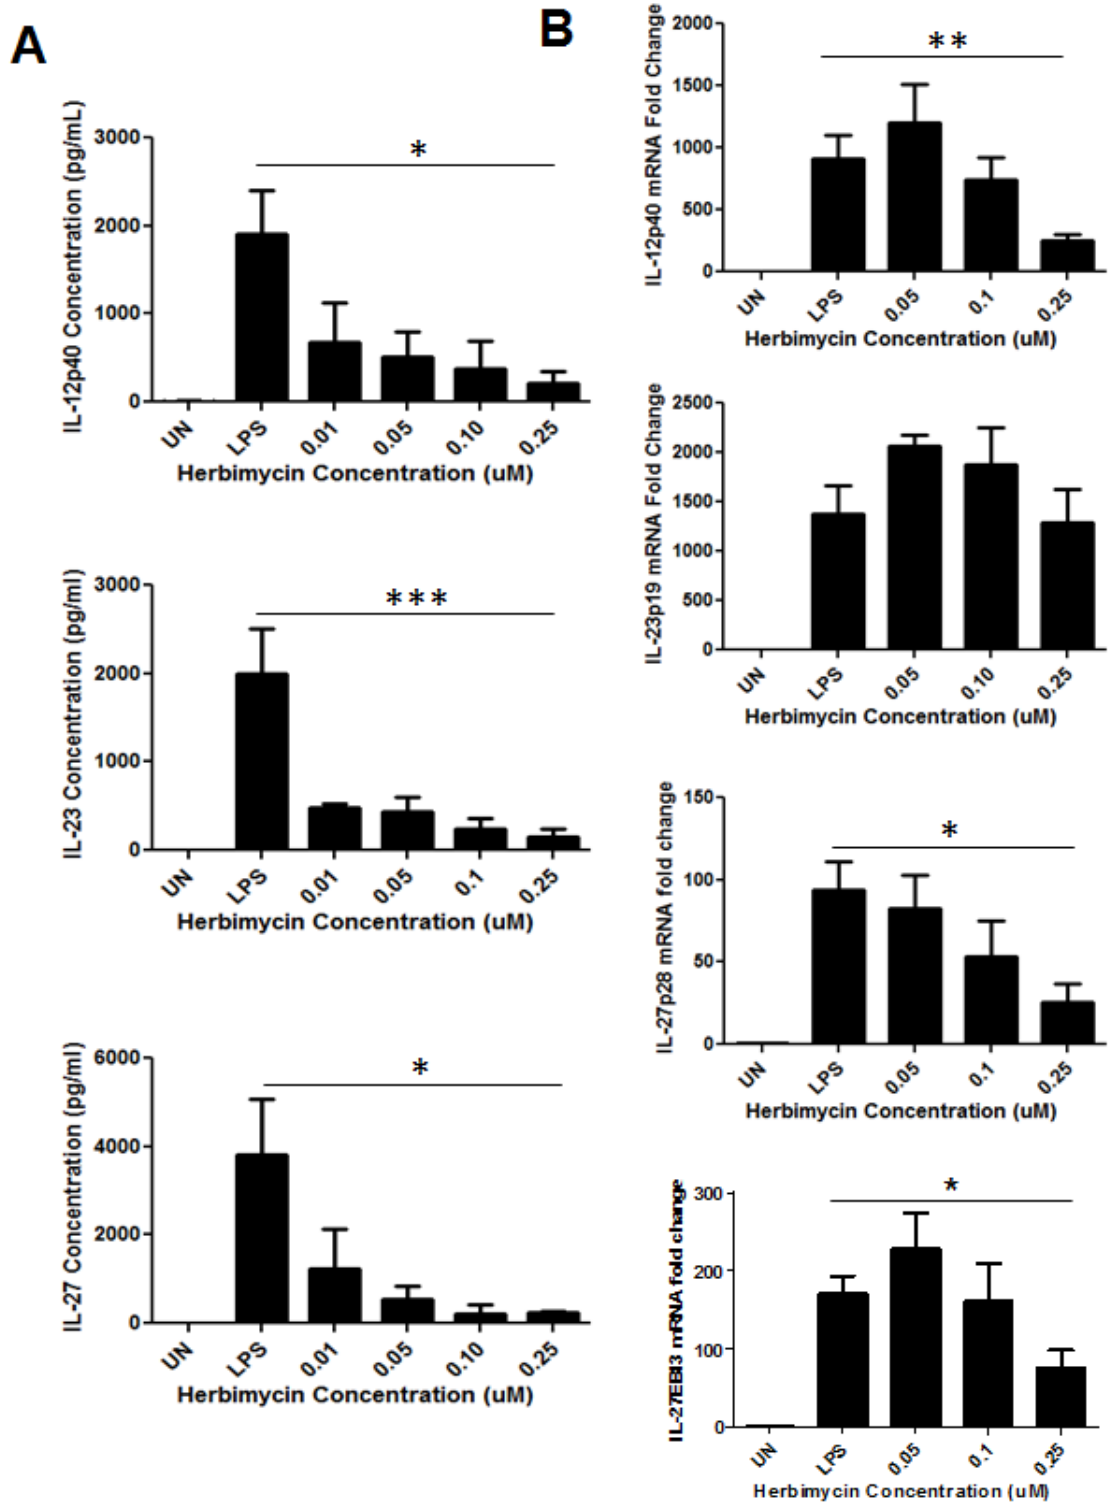 A
IL-12p40 Concentration (pg/mL)
3000
2000
1000
0
*
UN
LPS
0.01
0.05
0.10
0.25
Herbimycin Concentration (uM)
IL-23 Concentration (pg/ml)
3000
2000
1000
0
***
UN
LPS
0.01
0.05
0.1
0.25
Herbimycin Concentration (uM)
IL-27 Concentration (pg/ml)
6000
4000
2000
0
*
UN
LPS
0.01
0.05
0.10
0.25
Herbimycin Concentration (uM)
B
IL-12p40 mRNA Fold Change
2000
1500
1000
500
0
**
UN
LPS
0.05
0.1
0.25
Herbimycin Concentration (uM)
IL-23p19 mRNA Fold Change
2500
2000
1500
1000
500
0
UN
LPS
0.05
0.10
0.25
Herbimycin Concentration (uM)
IL-27p28 mRNA fold change
150
100
50
0
*
UN
LPS
0.05
0.1
0.25
Herbimycin Concentration (uM)
IL-27EBI3 mRNA fold change
300
200
100
0
*
UN
LPS
0.05
0.1
0.25
Herbimycin Concentration (uM)